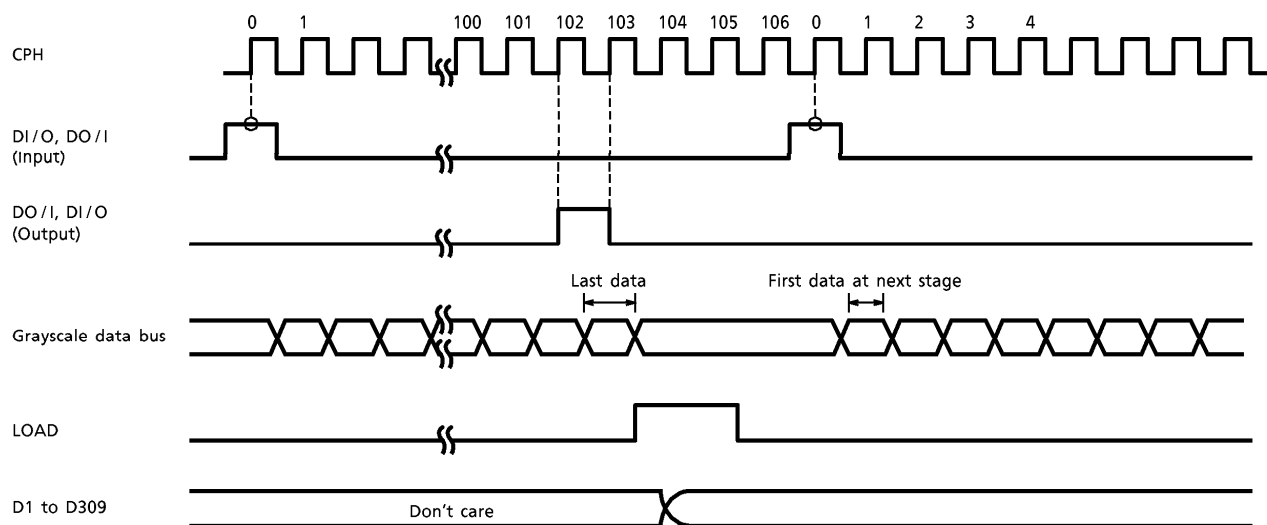 0 1 100 101 102 103 104 105 106 0 1 2 3 4
CPH
DI/O, DO/I
(Input)
DO/I, DI/O
(Output)
Last data First data at next stage
Grayscale data bus
LOAD
D1 to D309
Don't care